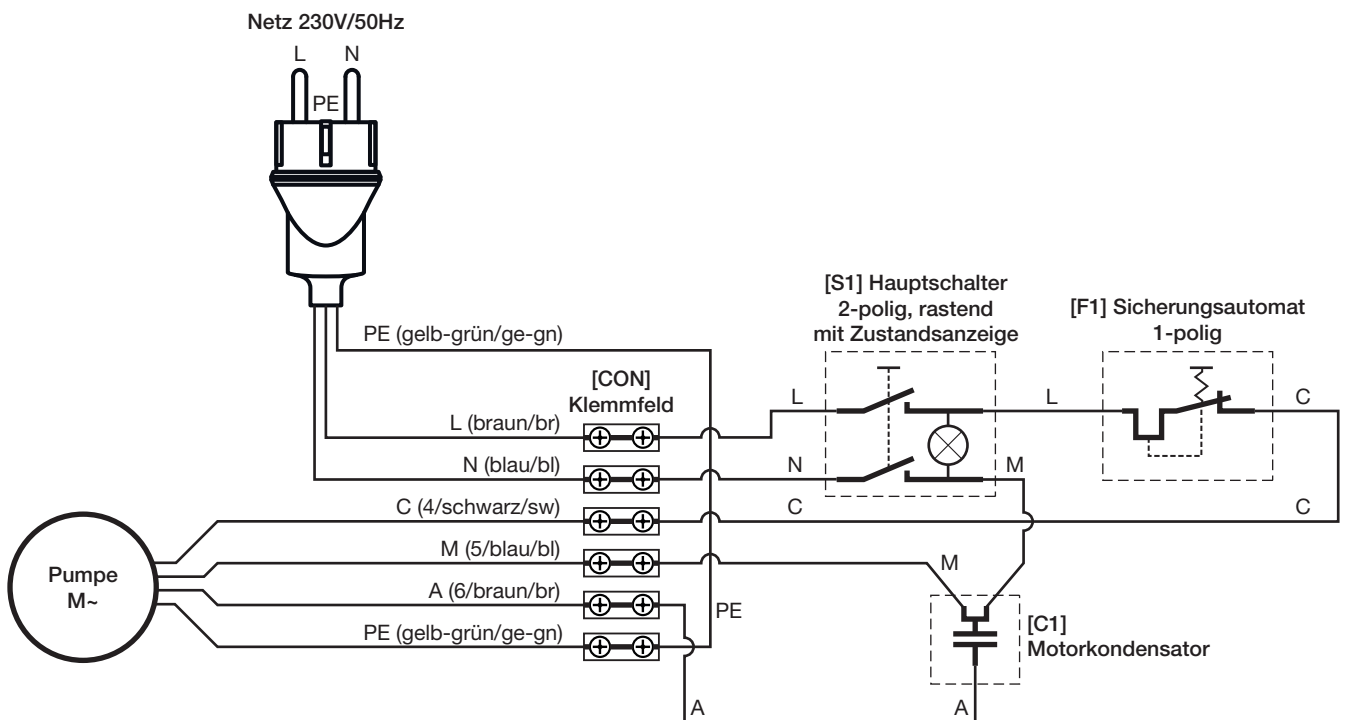 Netz 230V/50Hz
L N
PE
[S1] Hauptschalter
2-polig, rastend
mit Zustandsanzeige
[F1] Sicherungsautomat
1-polig
PE (gelb-grün/ge-gn)
[CON]
Klemmfeld
L L C
L (braun/br)
N (blau/bl) N M
C (4/schwarz/sw) C C
M (5/blau/bl) M
Pumpe
M~
A (6/braun/br) PE
PE (gelb-grün/ge-gn)
[C1]
Motorkondensator
A A